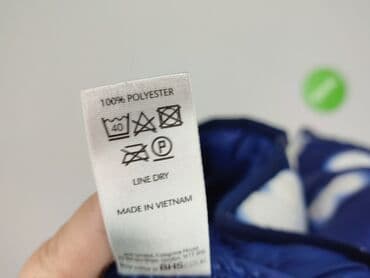 100% POLYESTER
40
P
LINE DRY
MADE IN VIETNAM